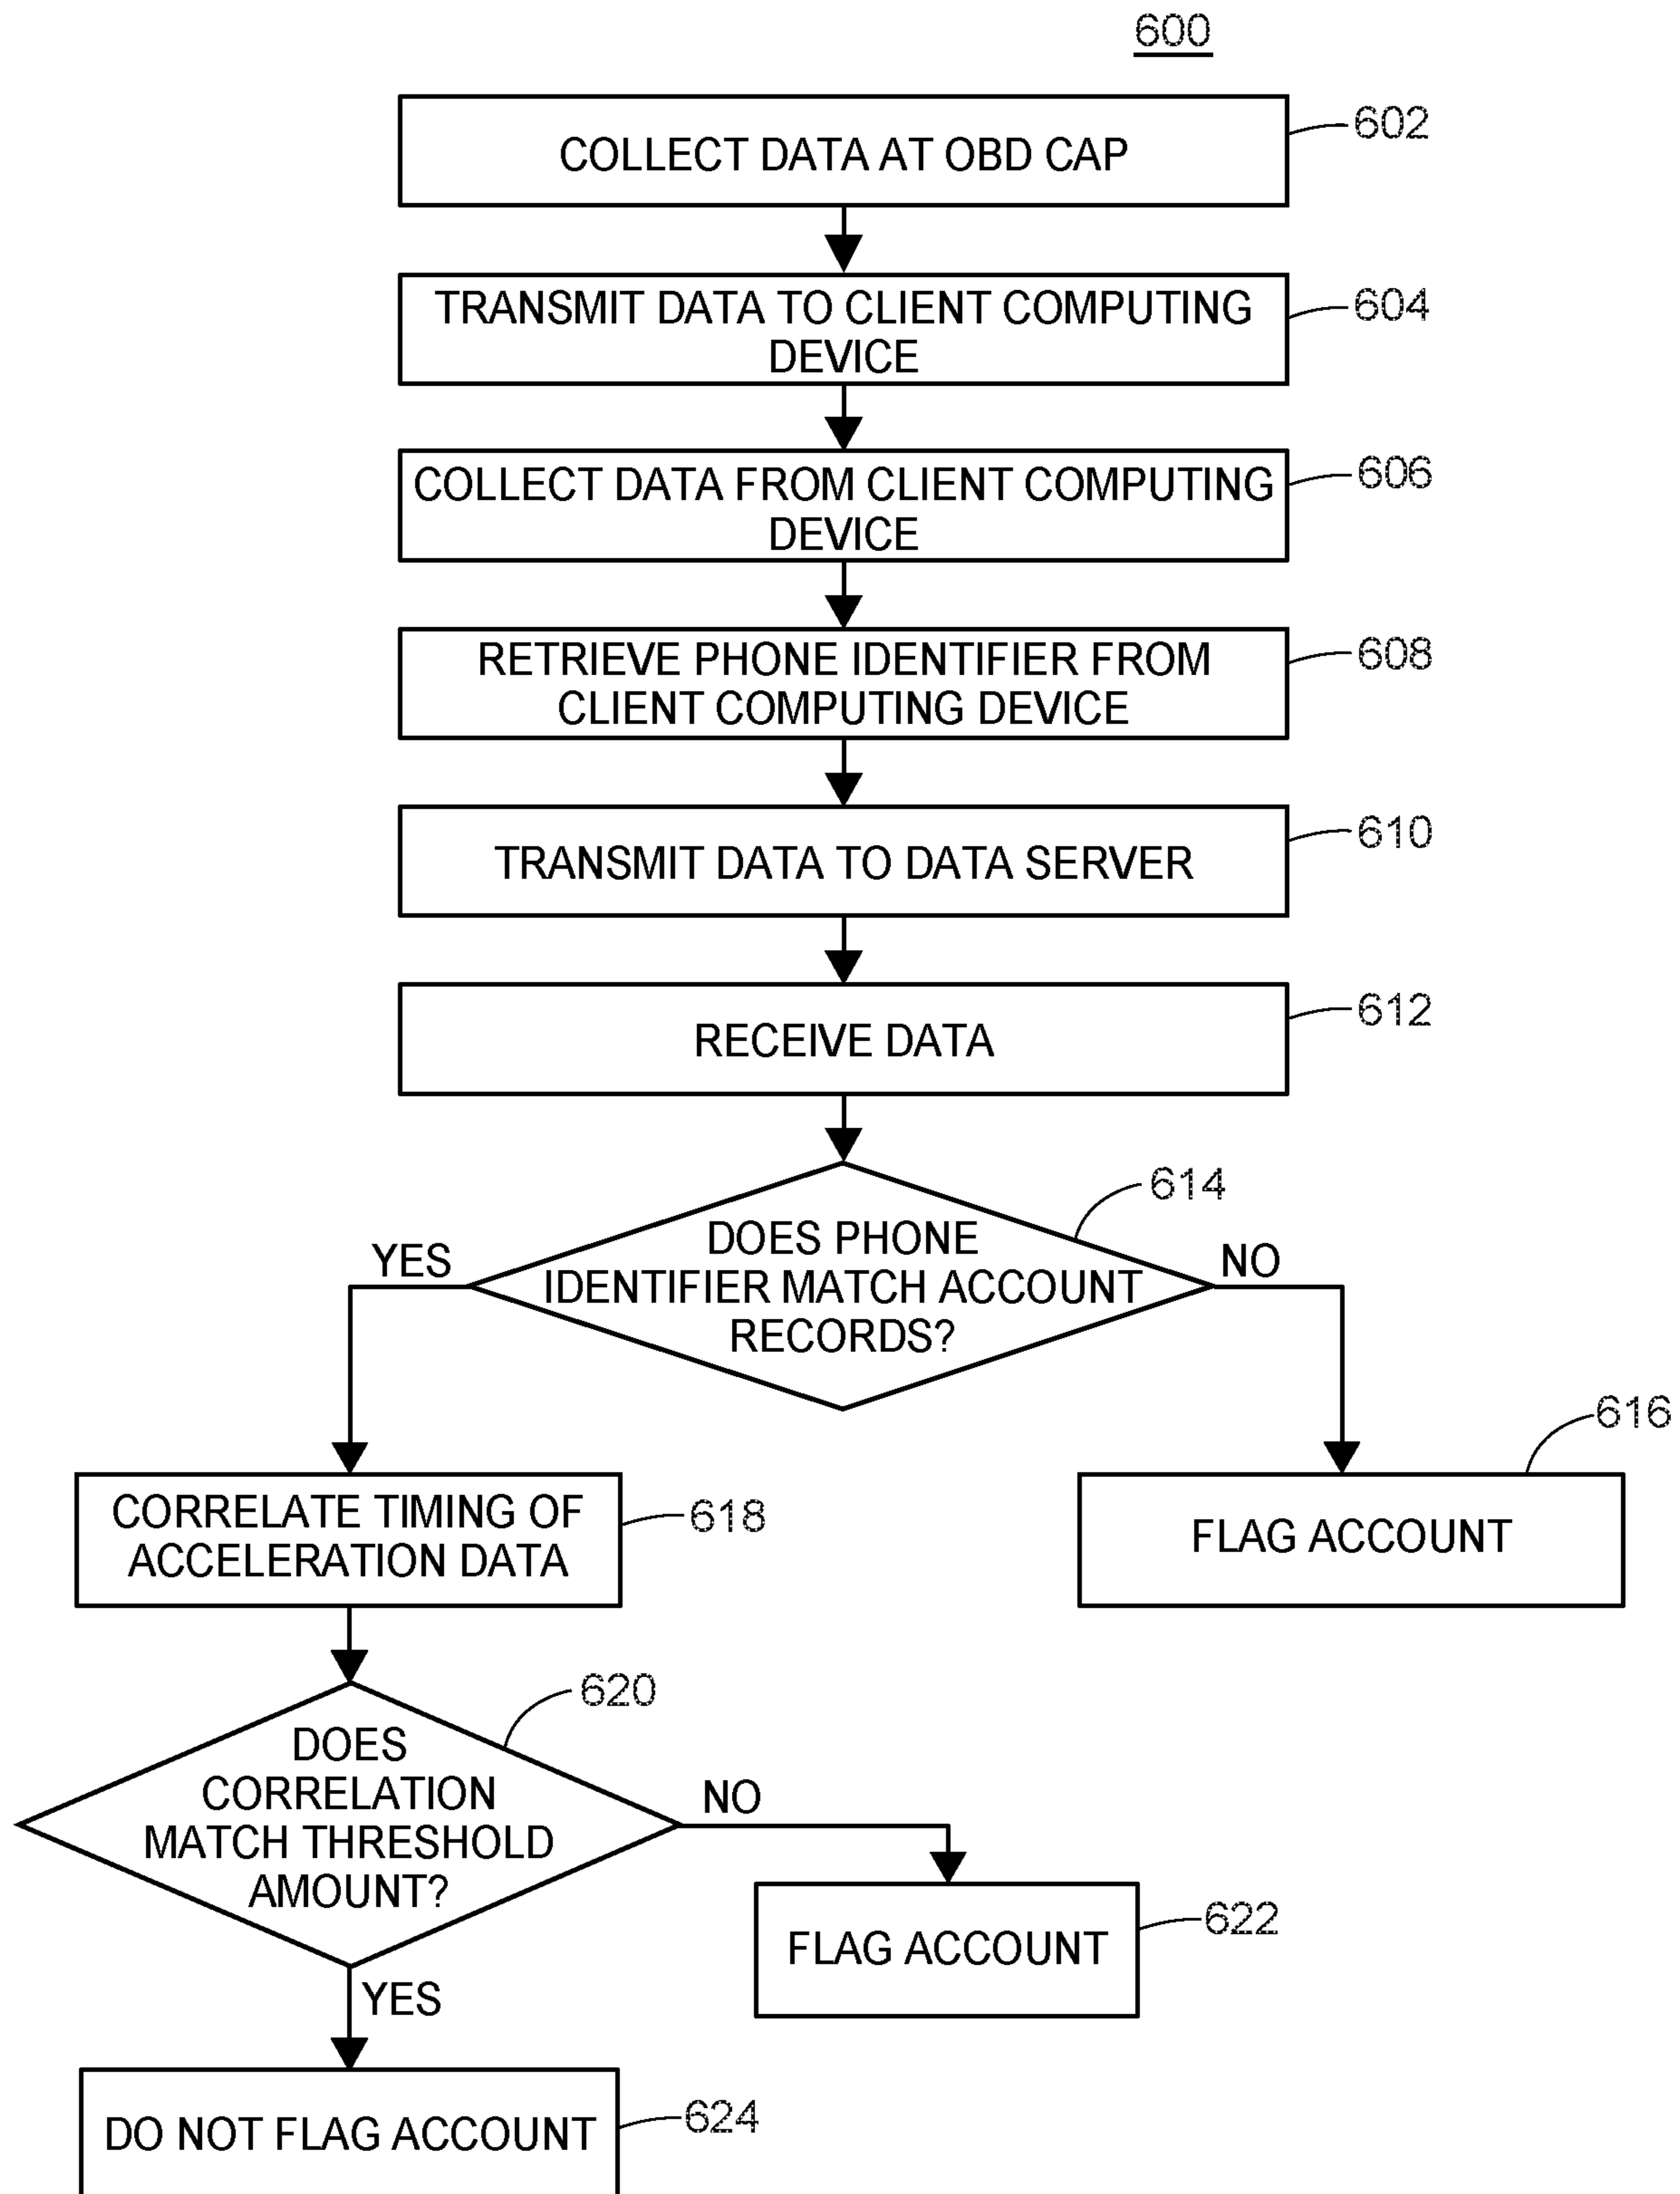 600
COLLECT DATA AT OBD CAP
602
TRANSMIT DATA TO CLIENT COMPUTING
DEVICE
604
COLLECT DATA FROM CLIENT COMPUTING
DEVICE
606
RETRIEVE PHONE IDENTIFIER FROM
CLIENT COMPUTING DEVICE
608
TRANSMIT DATA TO DATA SERVER
610
RECEIVE DATA
612
DOES PHONE
IDENTIFIER MATCH ACCOUNT
RECORDS?
614
YES
NO
CORRELATE TIMING OF
ACCELERATION DATA
618
FLAG ACCOUNT
616
DOES
CORRELATION
MATCH THRESHOLD
AMOUNT?
620
NO
FLAG ACCOUNT
622
YES
DO NOT FLAG ACCOUNT
624